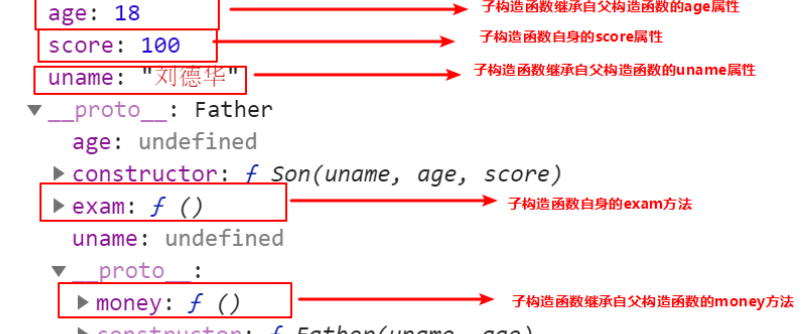 age: 18 子构造函数继承自父构造函数的age属性
score: 100 子构造函数自身的score属性
uname: "刘德华" 子构造函数继承自父构造函数的uname属性
▼__proto__: Father
age: undefined
▶constructor: ƒ Son(uname, age, score)
▶exam: ƒ () 子构造函数自身的exam方法
uname: undefined
▼__proto__:
▶money: ƒ () 子构造函数继承自父构造函数的money方法
▶constructor: ƒ Father(uname, age)